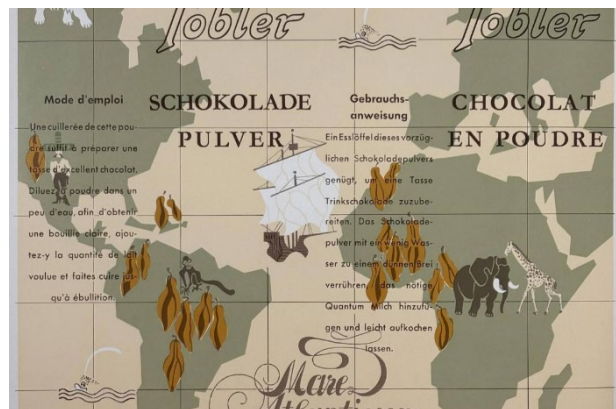 Tobler
Tobler
Mode d'emploi
Une cuillerée de cette pou-
dre suffit à préparer une
tasse d'excellent chocolat.
Diluez la poudre dans un
peu d'eau, afin d'obtenir
une bouillie claire, ajou-
tez-y la quantité de lait
voulue et faites cuire jus-
qu'à ébullition.
SCHOKOLADE
PULVER
Gebrauchs-
anweisung
Ein Esslöffel dieses vorzüg-
lichen Schokoladepulvers
genügt, um eine Tasse
Trinkschokolade zuzube-
reiten. Das Schokolade-
pulver mit ein wenig Was-
ser zu einem dünnen Brei
verrühren, das nötige
Quantum Milch hinzufü-
gen und leicht aufkochen
lassen.
CHOCOLAT
EN POUDRE
Mare
Atlanticum